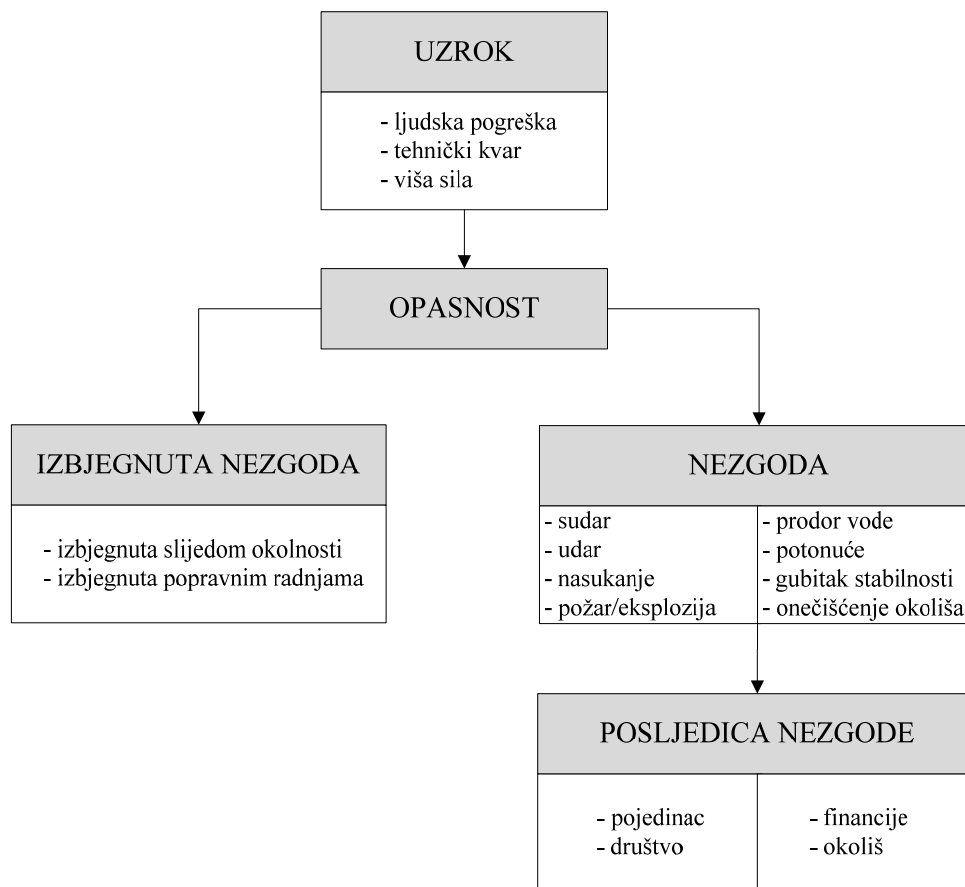 UZROK
- ljudska pogreška
- tehnički kvar
- viša sila
OPASNOST
IZBJEGNUTA NEZGODA
- izbjegnuta slijedom okolnosti
- izbjegnuta popravnim radnjama
NEZGODA
- sudar
- udar
- nasukanje
- požar/eksplozija
- prodor vode
- potonuće
- gubitak stabilnosti
- onečišćenje okoliša
POSLJEDICA NEZGODE
- pojedinac
- društvo
- financije
- okoliš